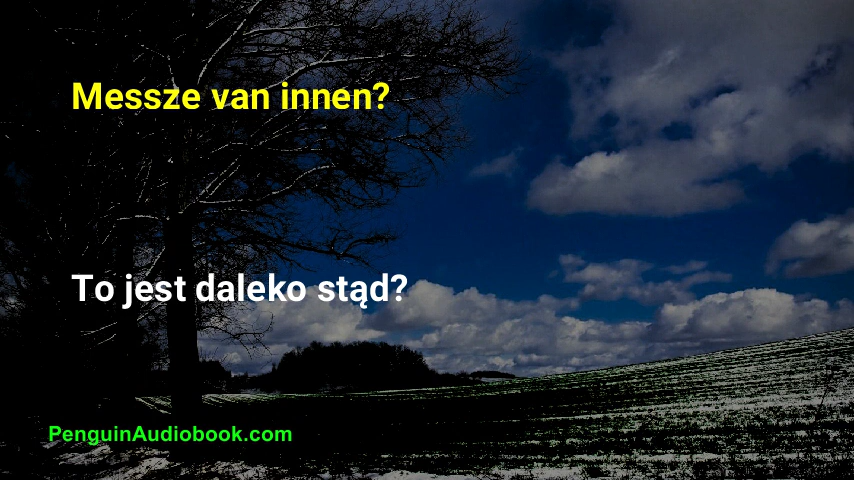 Messze van innen?
To jest daleko stąd?
PenguinAudiobook.com